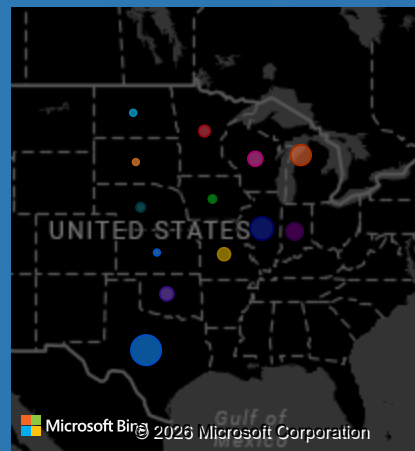 UNITED STATES
Gulf of
Mexico
Microsoft Bing
© 2026 Microsoft Corporation